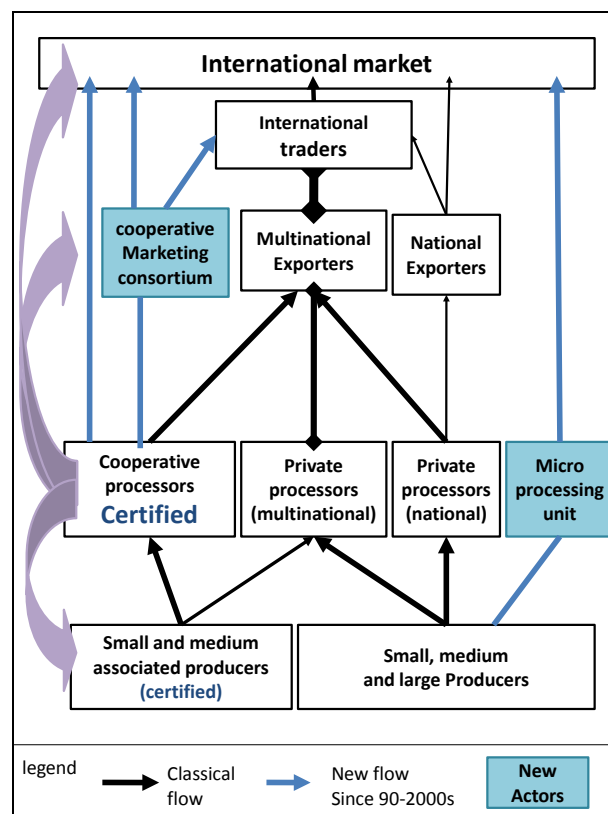 International market
International
traders
cooperative
Marketing
consortium
Multinational
Exporters
National
Exporters
Cooperative
processors
Certified
Private
processors
(multinational)
Private
processors
(national)
Micro
processing
unit
Small and medium
associated producers
(certified)
Small, medium
and large Producers
legend
Classical
flow
New flow
Since 90-2000s
New
Actors